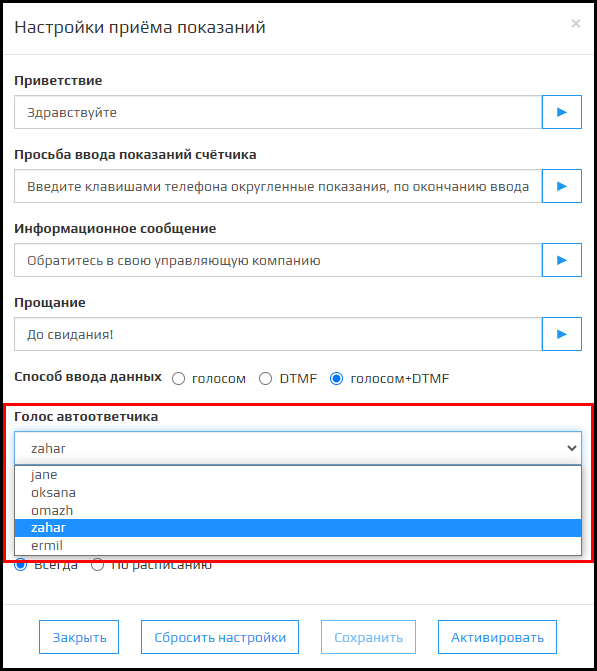 Настройки приёма показаний ×
Приветствие
Здравствуйте
Просьба ввода показаний счётчика
Введите клавишами телефона округленные показания, по окончанию ввода
Информационное сообщение
Обратитесь в свою управляющую компанию
Прощание
До свидания!
Способ ввода данных голосом DTMF голосом+DTMF
Голос автоответчика
zahar
jane
oksana
omazh
zahar
ermil
Всегда По расписанию
Закрыть Сбросить настройки Сохранить Активировать